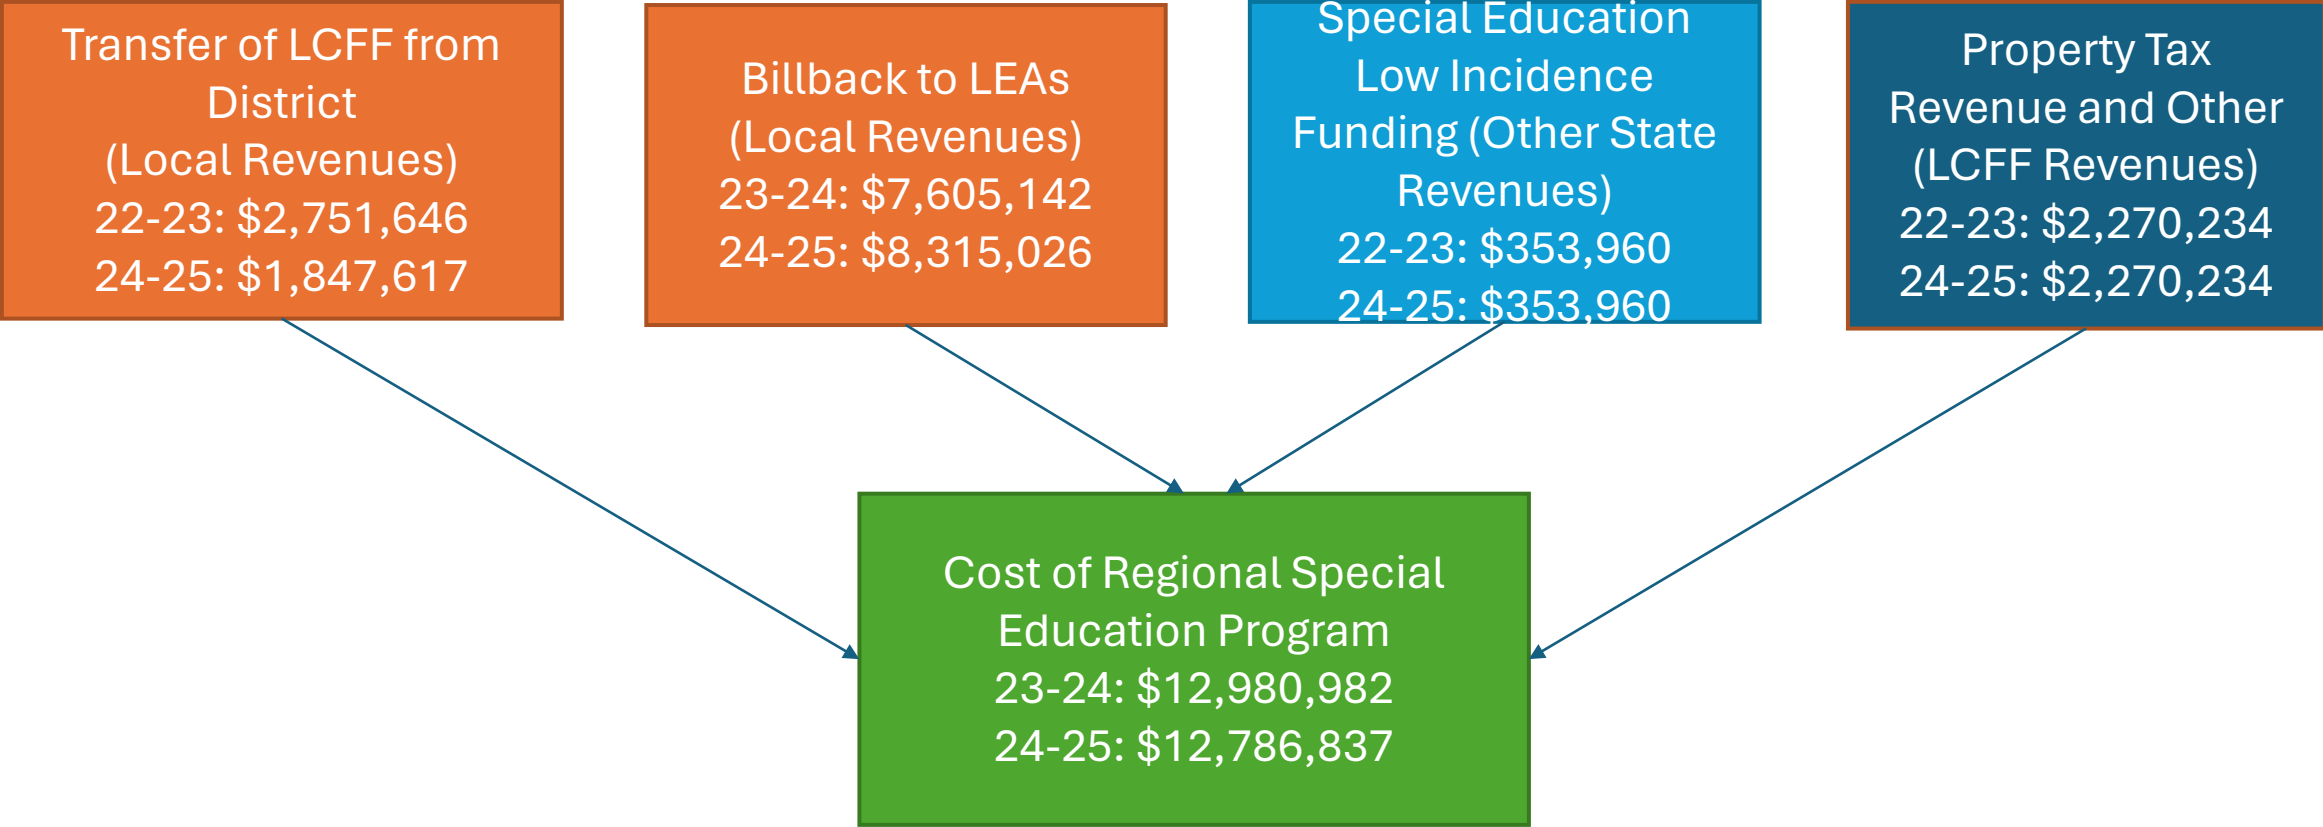 Transfer of LCFF from
District
(Local Revenues)
22-23: $2,751,646
24-25: $1,847,617
Billback to LEAs
(Local Revenues)
23-24: $7,605,142
24-25: $8,315,026
Special Education
Low Incidence
Funding (Other State
Revenues)
22-23: $353,960
24-25: $353,960
Property Tax
Revenue and Other
(LCFF Revenues)
22-23: $2,270,234
24-25: $2,270,234
Cost of Regional Special
Education Program
23-24: $12,980,982
24-25: $12,786,837